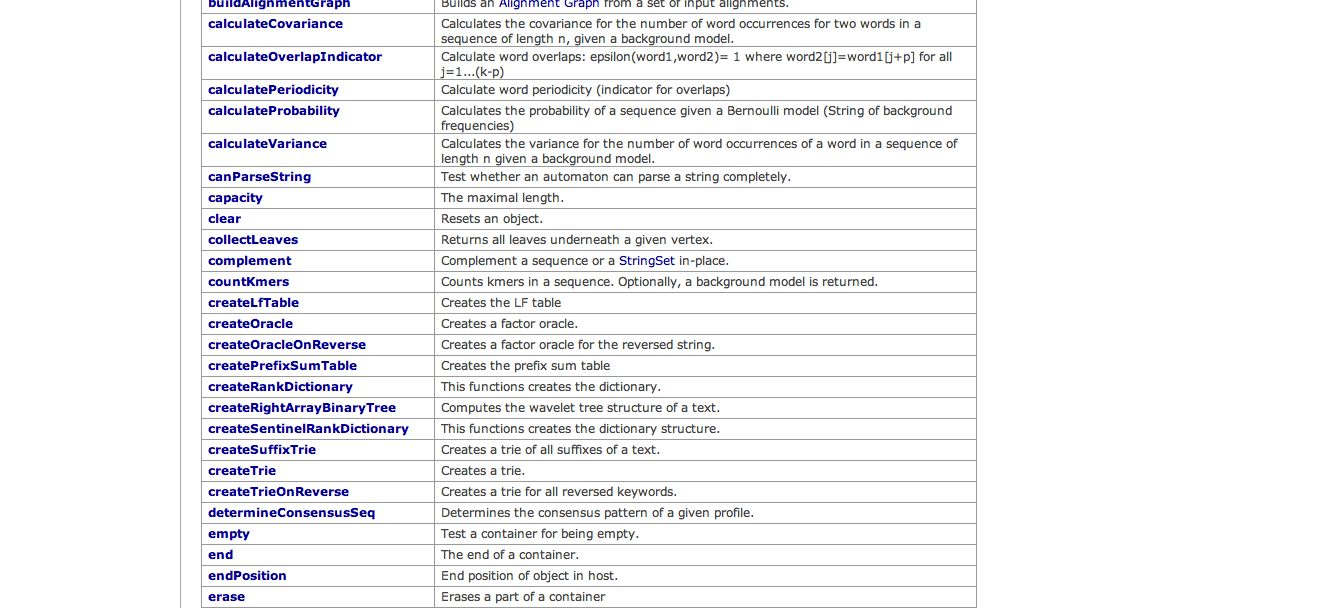 buildAlignmentGraph Builds an Alignment Graph from a set of input alignments.
calculateCovariance Calculates the covariance for the number of word occurrences for two words in a
sequence of length n, given a background model.
calculateOverlapIndicator Calculate word overlaps: epsilon(word1,word2)= 1 where word2[j]=word1[j+p] for all
j=1...(k-p)
calculatePeriodicity Calculate word periodicity (indicator for overlaps)
calculateProbability Calculates the probability of a sequence given a Bernoulli model (String of background
frequencies)
calculateVariance Calculates the variance for the number of word occurrences of a word in a sequence of
length n given a background model.
canParseString Test whether an automaton can parse a string completely.
capacity The maximal length.
clear Resets an object.
collectLeaves Returns all leaves underneath a given vertex.
complement Complement a sequence or a StringSet in-place.
countKmers Counts kmers in a sequence. Optionally, a background model is returned.
createLfTable Creates the LF table
createOracle Creates a factor oracle.
createOracleOnReverse Creates a factor oracle for the reversed string.
createPrefixSumTable Creates the prefix sum table
createRankDictionary This functions creates the dictionary.
createRightArrayBinaryTree Computes the wavelet tree structure of a text.
createSentinelRankDictionary This functions creates the dictionary structure.
createSuffixTrie Creates a trie of all suffixes of a text.
createTrie Creates a trie.
createTrieOnReverse Creates a trie for all reversed keywords.
determineConsensusSeq Determines the consensus pattern of a given profile.
empty Test a container for being empty.
end The end of a container.
endPosition End position of object in host.
erase Erases a part of a container